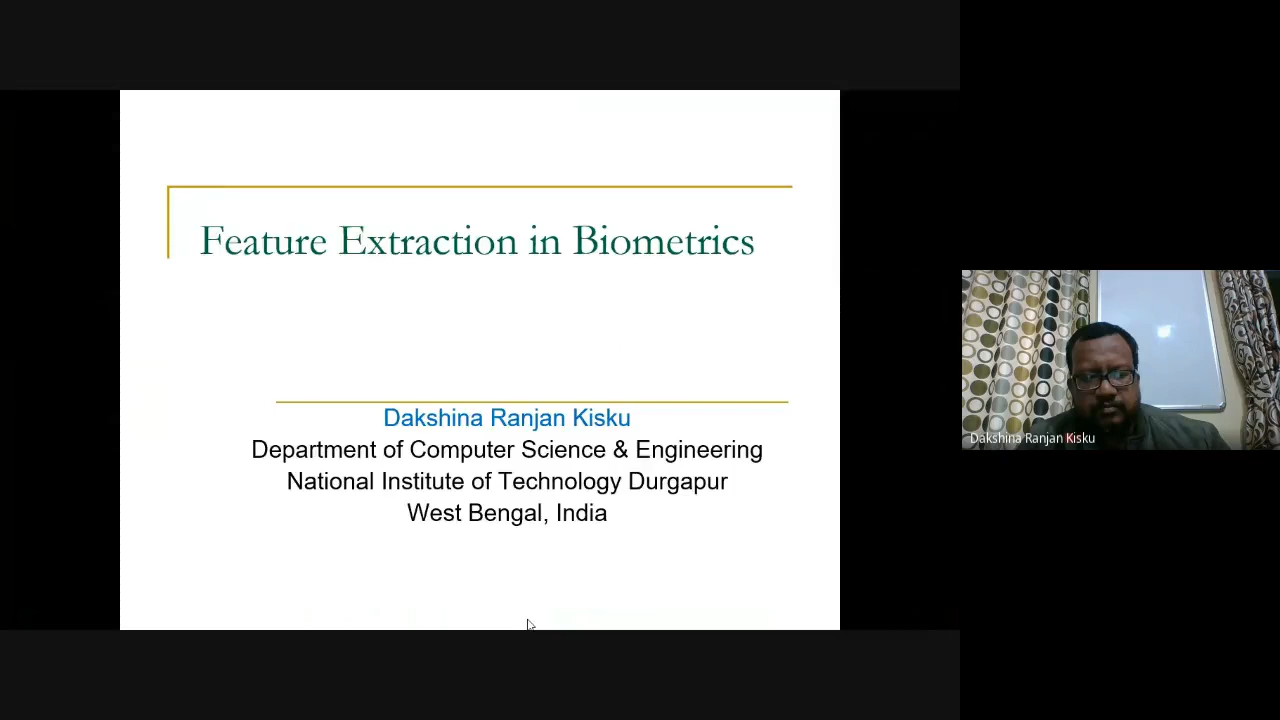 Feature Extraction in Biometrics
Dakshina Ranjan Kisku
Department of Computer Science & Engineering
National Institute of Technology Durgapur
West Bengal, India
Dakshina Ranjan Kisku